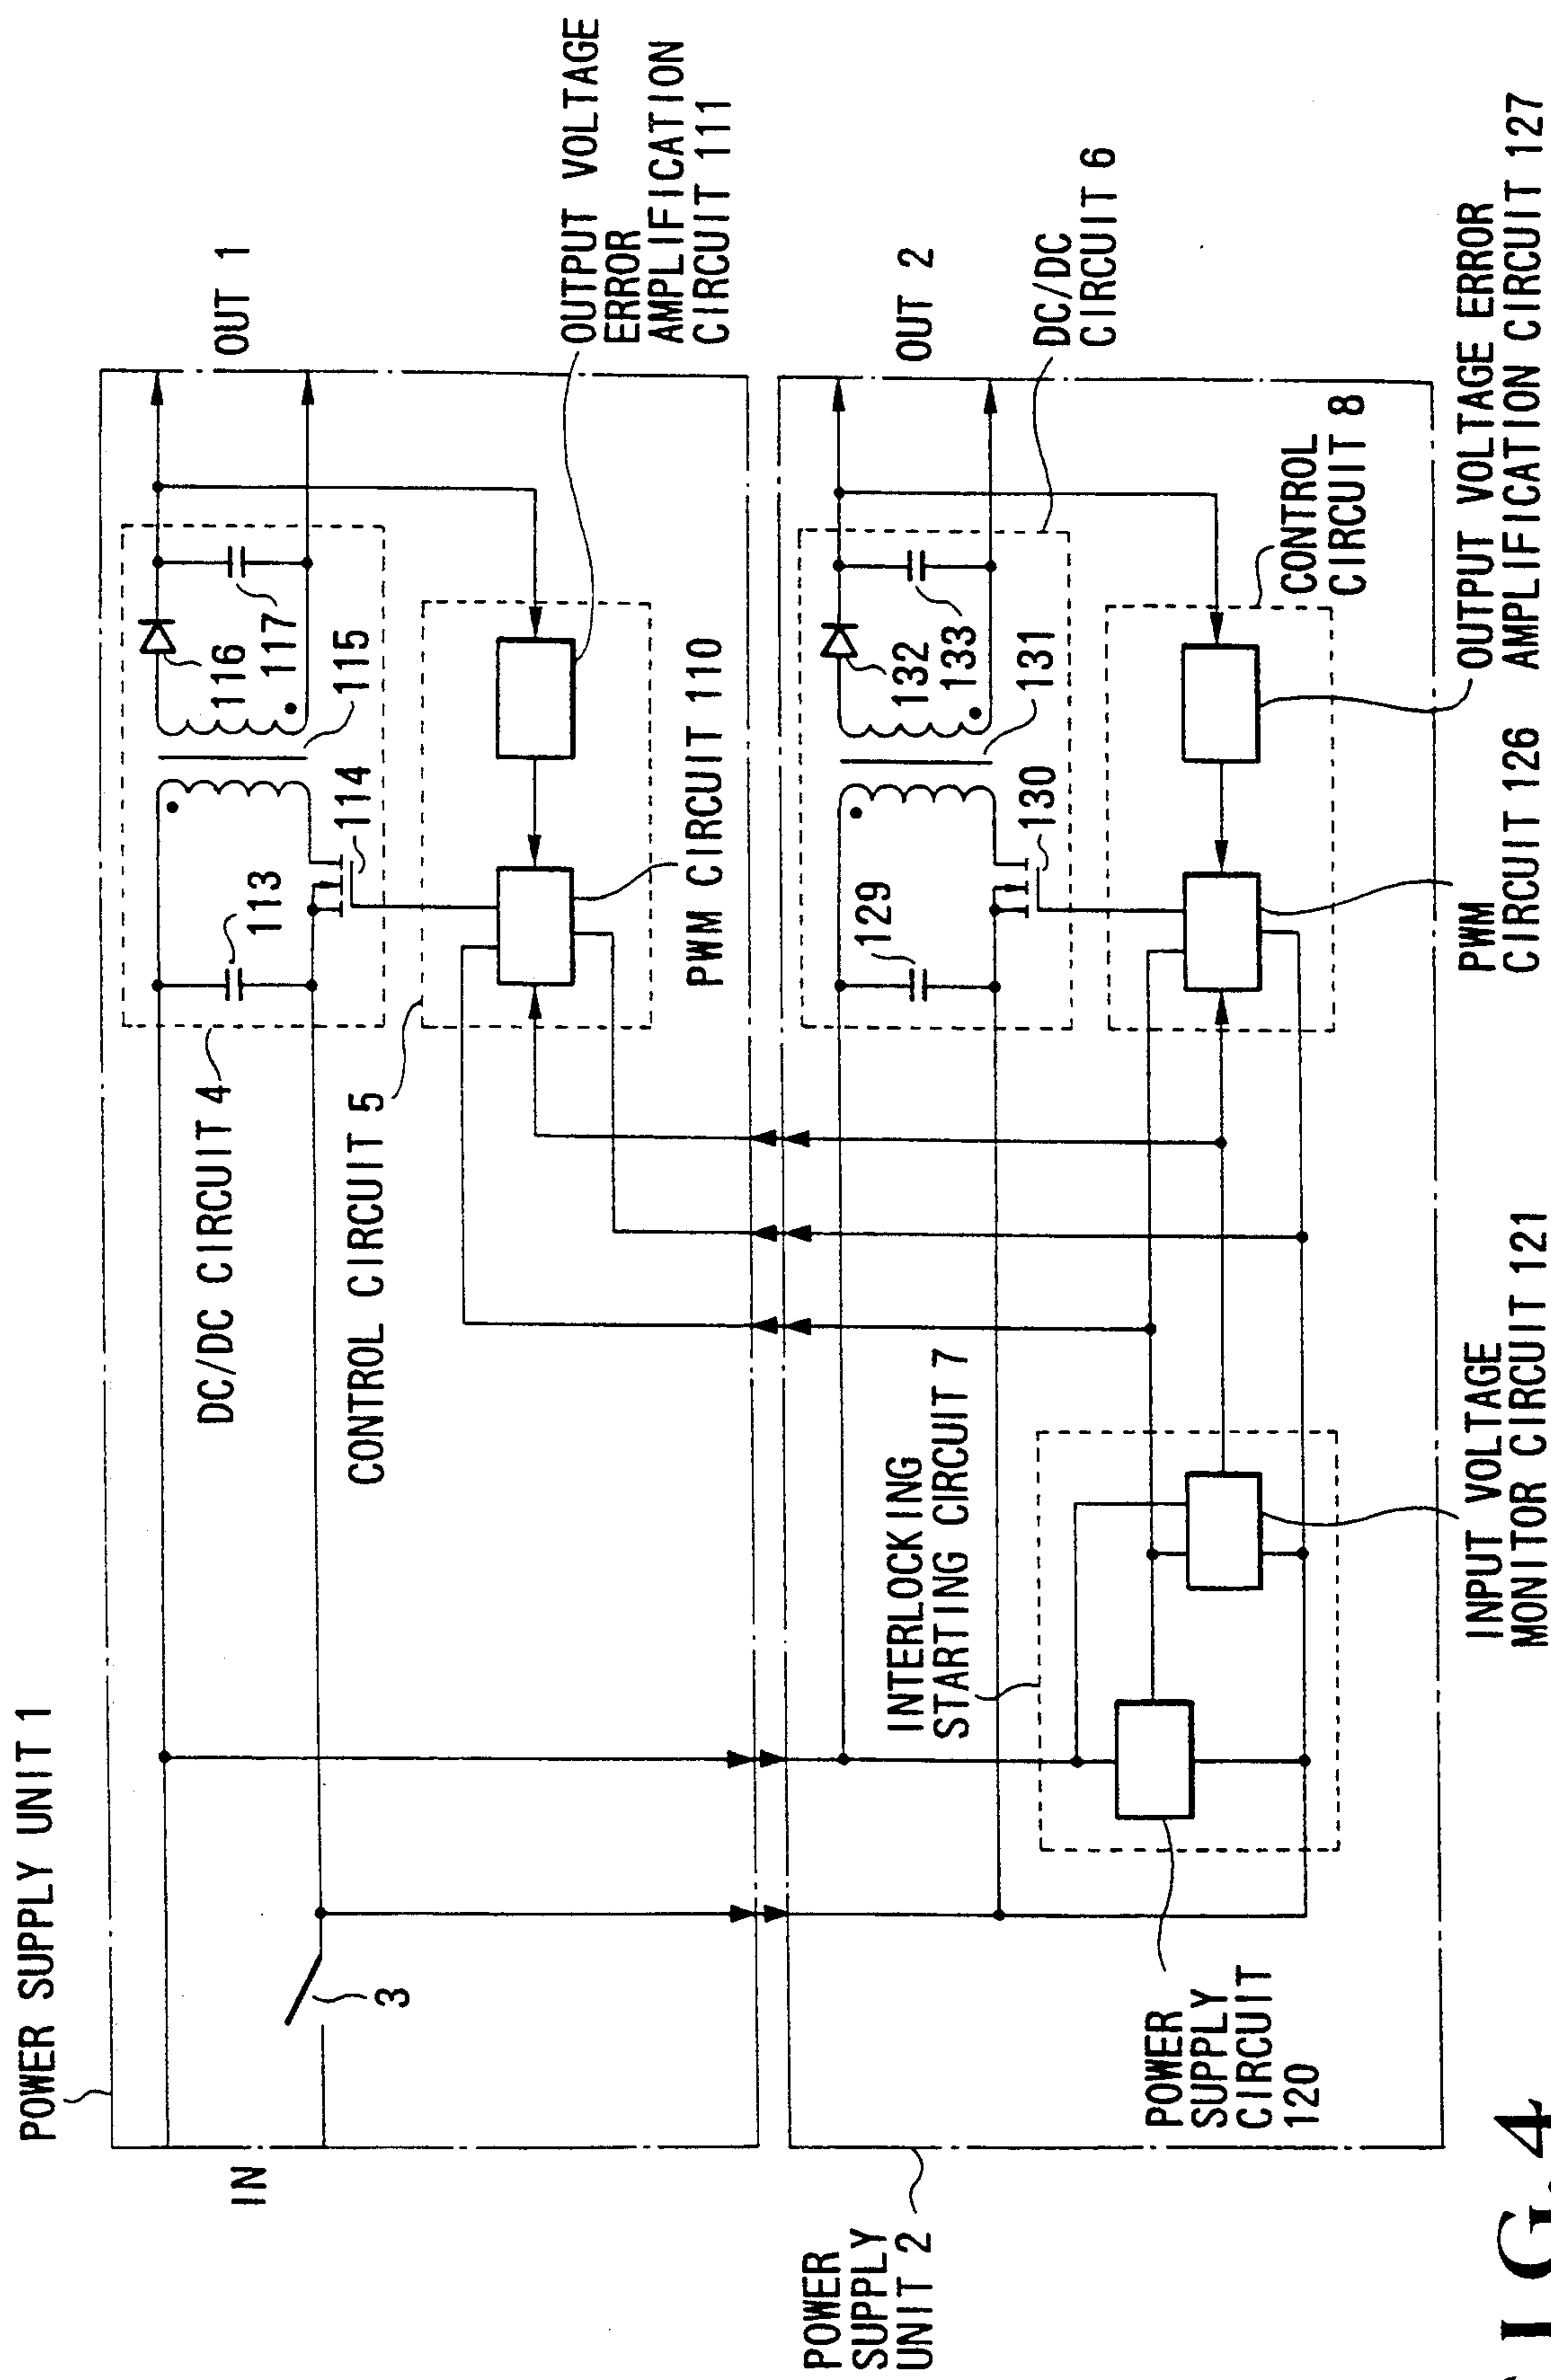 POWER SUPPLY UNIT 1
IN
3
DC/DC CIRCUIT 4
113
114
115
116
117
OUT 1
CONTROL CIRCUIT 5
PWM CIRCUIT 110
OUTPUT VOLTAGE
ERROR
AMPLIFICATION
CIRCUIT 111
POWER
SUPPLY
UNIT 2
129
130
131
132
133
OUT 2
DC/DC
CIRCUIT 6
INTERLOCKING
STARTING CIRCUIT 7
CONTROL
CIRCUIT 8
POWER
SUPPLY
CIRCUIT
120
INPUT VOLTAGE
MONITOR CIRCUIT 121
PWM
CIRCUIT 126
OUTPUT VOLTAGE ERROR
AMPLIFICATION CIRCUIT 127
I G. 4